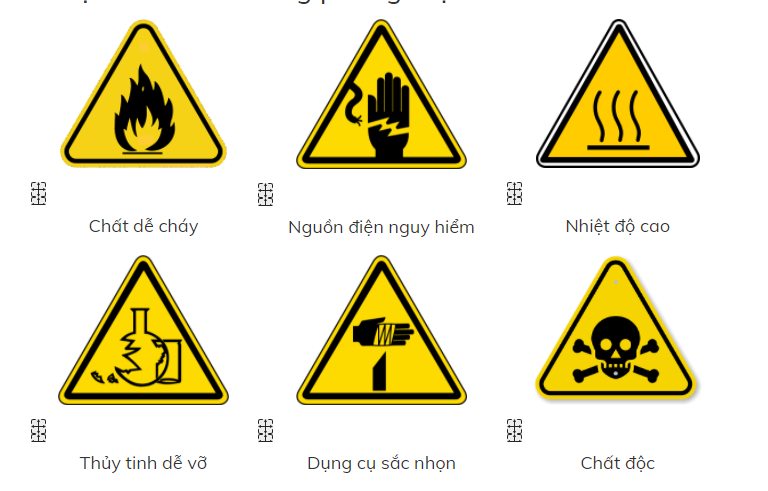 Chất dễ cháy
Nguồn điện nguy hiểm
Nhiệt độ cao
Thủy tinh dễ vỡ
Dụng cụ sắc nhọn
Chất độc